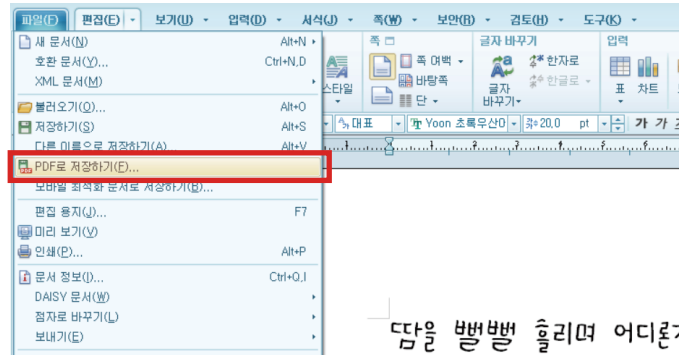 파일(F) 편집(E) 보기(U) 입력(D) 서식(J) 쪽(W) 보안(B) 검토(H) 도구(K)
새 문서(N) Alt+N
호환 문서(Y)... Ctrl+N,D
XML 문서(M)
불러오기(O)... Alt+O
저장하기(S) Alt+S
다른 이름으로 저장하기(A)... Alt+V
PDF로 저장하기(F)...
모바일 최적화 문서로 저장하기(B)...
편집 용지(J)... F7
미리 보기(V)
인쇄(P)... Alt+P
문서 정보(I)... Ctrl+Q,I
DAISY 문서(W)
점자로 바꾸기(L)
보내기(E)
스타일
쪽
쪽 여백
바탕쪽
단
글자 바꾸기
글자
바꾸기
한자로
한글로
입력
표
차트
대표
Yoon 초록우산어
20,0 pt
가 가
땀을 뻘뻘 흘리며 어디론